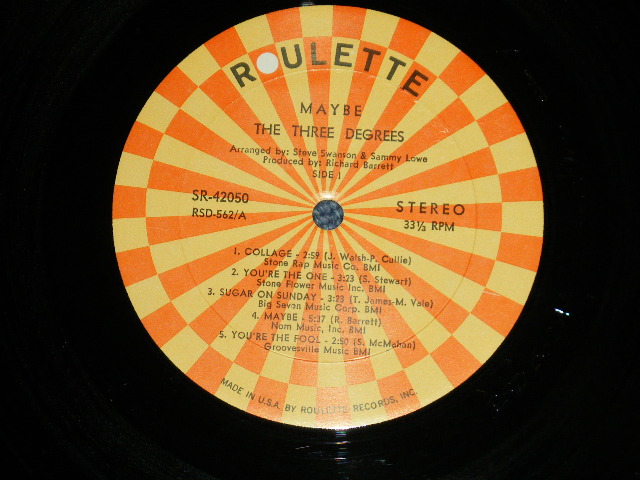 ROULETTE
MAYBE
THE THREE DEGREES
Arranged by: Steve Swanson & Sammy Lowe
Produced by: Richard Barrett
SIDE 1
SR-42050
RSD-562/A
STEREO
33⅓ RPM
1. COLLAGE - 2:59 (J. Walsh-P. Cullie)
Stone Rap Music Co. BMI
2. YOU'RE THE ONE - 3:23 (S. Stewart)
Stone Flower Music Inc. BMI
3. SUGAR ON SUNDAY - 3:23 (T. James-M. Vale)
Big Seven Music Corp. BMI
4. MAYBE - 5:37 (R. Barrett)
Nom Music, Inc. BMI
5. YOU'RE THE FOOL - 2:50 (S. McMahan)
Groovesville Music BMI
MADE IN U.S.A. BY ROULETTE RECORDS, INC.